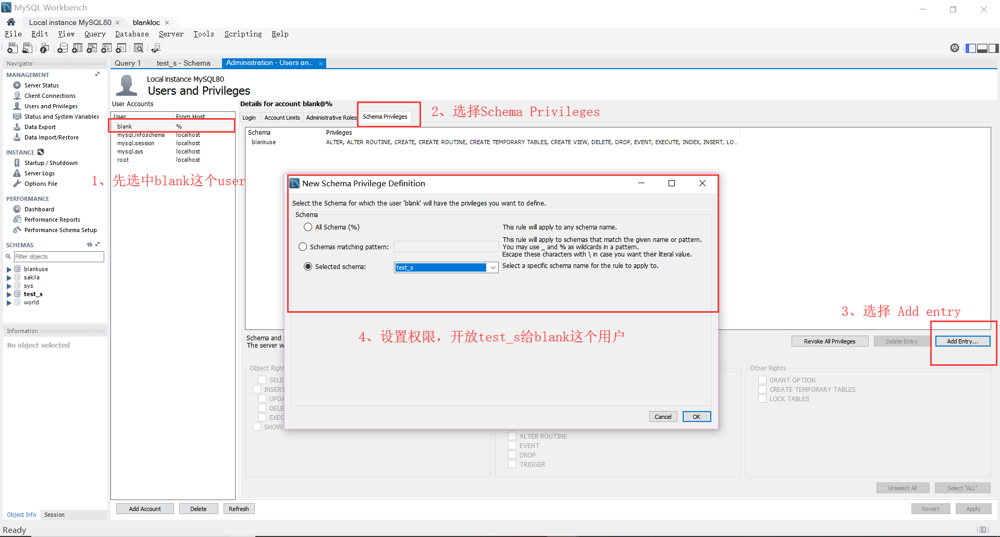 MySQL Workbench
Local instance MySQL80
blankloc
File Edit View Query Database Server Tools Scripting Help
Navigator
MANAGEMENT
Server Status
Client Connections
Users and Privileges
Status and System Variables
Data Export
Data Import/Restore
INSTANCE
Startup / Shutdown
Server Logs
Options File
PERFORMANCE
Dashboard
Performance Reports
Performance Schema Setup
SCHEMAS
Filter objects
blankuse
sakila
sys
test_s
world
Information
No object selected
Object Info Session
Ready
Query 1
test_s - Schema
Administration - Users an...
Local instance MySQL80
Users and Privileges
User Accounts
User From Host
blank %
mysql.infoschema localhost
mysql.session localhost
mysql.sys localhost
root localhost
1、先选中blank这个user
Add Account Delete Refresh
Details for account blank@%
Login Account Limits Administrative Roles Schema Privileges
2、选择Schema Privileges
Schema Privileges
blankuse ALTER, ALTER ROUTINE, CREATE, CREATE ROUTINE, CREATE TEMPORARY TABLES, CREATE VIEW, DELETE, DROP, EVENT, EXECUTE, INDEX, INSERT, LO...
New Schema Privilege Definition
Select the Schema for which the user 'blank' will have the privileges you want to define.
Schema
All Schema (%) This rule will apply to any schema name.
Schemas matching pattern: This rule will apply to schemas that match the given name or pattern.
You may use _ and % as wildcards in a pattern.
Escape these characters with \ in case you want their literal value.
Selected schema: test_s Select a specific schema name for the rule to apply to.
4、设置权限，开放test_s给blank这个用户
Cancel OK
3、选择 Add entry
Schema and
The server w
Revoke All Privileges Delete Entry Add Entry...
Object Right
SELE
INSERT
UPDA
DELE
EXEC
SHOW
ALTER ROUTINE
EVENT
DROP
TRIGGER
Other Rights
GRANT OPTION
CREATE TEMPORARY TABLES
LOCK TABLES
Unselect All Select "ALL"
Revert Apply